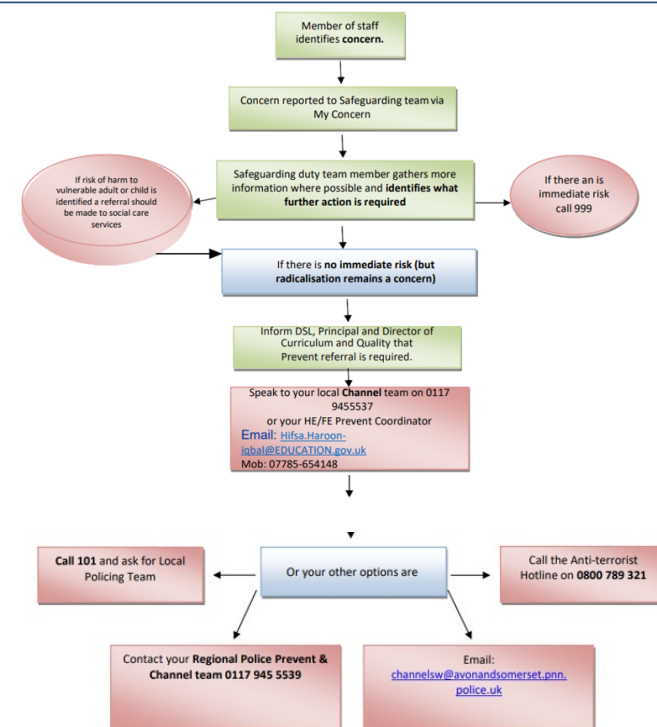 Member of staff
identifies concern.
Concern reported to Safeguarding team via
My Concern
If risk of harm to
vulnerable adult or child is
identified a referral should
be made to social care
services
Safeguarding duty team member gathers more
information where possible and identifies what
further action is required
If there an is
immediate risk
call 999
If there is no immediate risk (but
radicalisation remains a concern)
Inform DSL, Principal and Director of
Curriculum and Quality that
Prevent referral is required.
Speak to your local Channel team on 0117
9455537
or your HE/FE Prevent Coordinator
Email: Hifsa.Haroon-
iqbal@EDUCATION.gov.uk
Mob: 07785-654148
Call 101 and ask for Local
Policing Team
Or your other options are
Call the Anti-terrorist
Hotline on 0800 789 321
Contact your Regional Police Prevent &
Channel team 0117 945 5539
Email:
channelsw@avonandsomerset.pnn.
police.uk